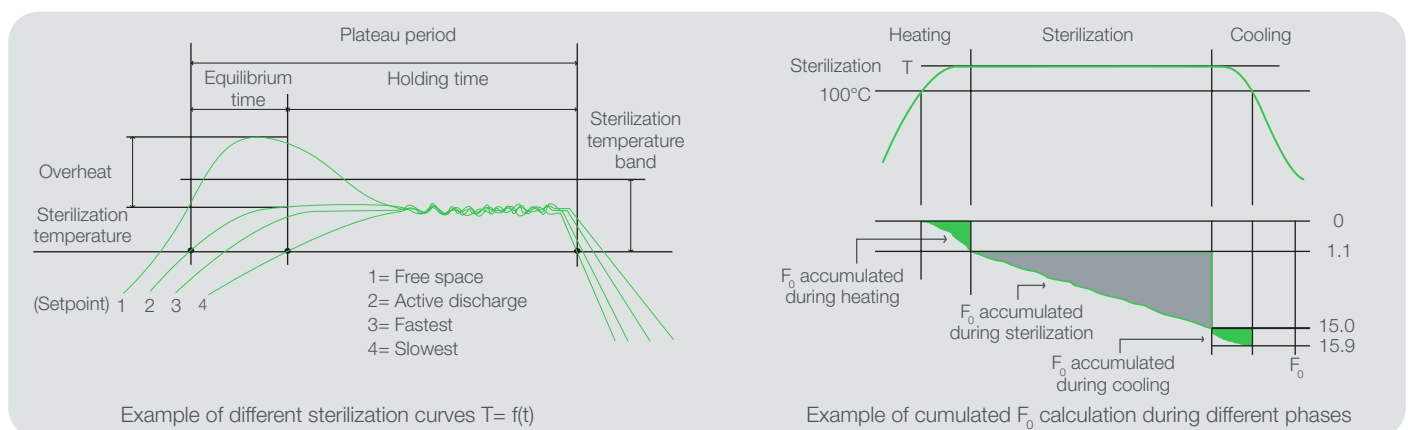 Plateau period
Equilibrium
time
Holding time
Sterilization
temperature
band
Overheat
Sterilization
temperature
(Setpoint) 1 2 3 4
1= Free space
2= Active discharge
3= Fastest
4= Slowest
Example of different sterilization curves T= f(t)
Heating Sterilization Cooling
Sterilization T
100°C
0
1.1
F₀ accumulated
during heating
F₀ accumulated
during sterilization
15.0
15.9
F₀ accumulated
during cooling
F₀
Example of cumulated F₀ calculation during different phases